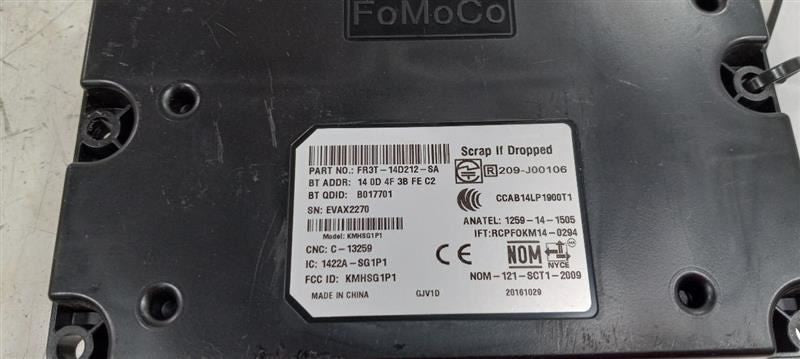 FoMoCo
Scrap If Dropped
PART NO.: FR3T-14D212-SA
R 209-J00106
BT ADDR: 14 0D 4F 3B FE C2
BT QDID: B017701
CCAB14LP1900T1
SN: EVAX2270
ANATEL: 1259-14-1505
Model: KMHSG1P1
IFT:RCPFOKM14-0294
CNC: C-13259
CE
NOM
NYCE
IC: 1422A-SG1P1
FCC ID: KMHSG1P1
NOM-121-SCT1-2009
MADE IN CHINA
GJV1D
20161029